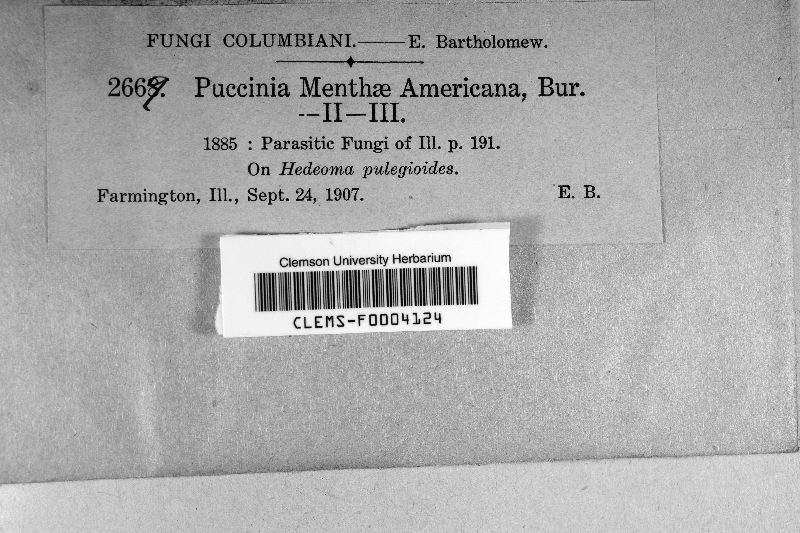 FUNGI COLUMBIANI.—E. Bartholomew.
2669. Puccinia Menthæ Americana, Bur.
--II—III.
1885 : Parasitic Fungi of Ill. p. 191.
On Hedeoma pulegioides.
Farmington, Ill., Sept. 24, 1907. E. B.
Clemson University Herbarium
CLEMS-F0004124